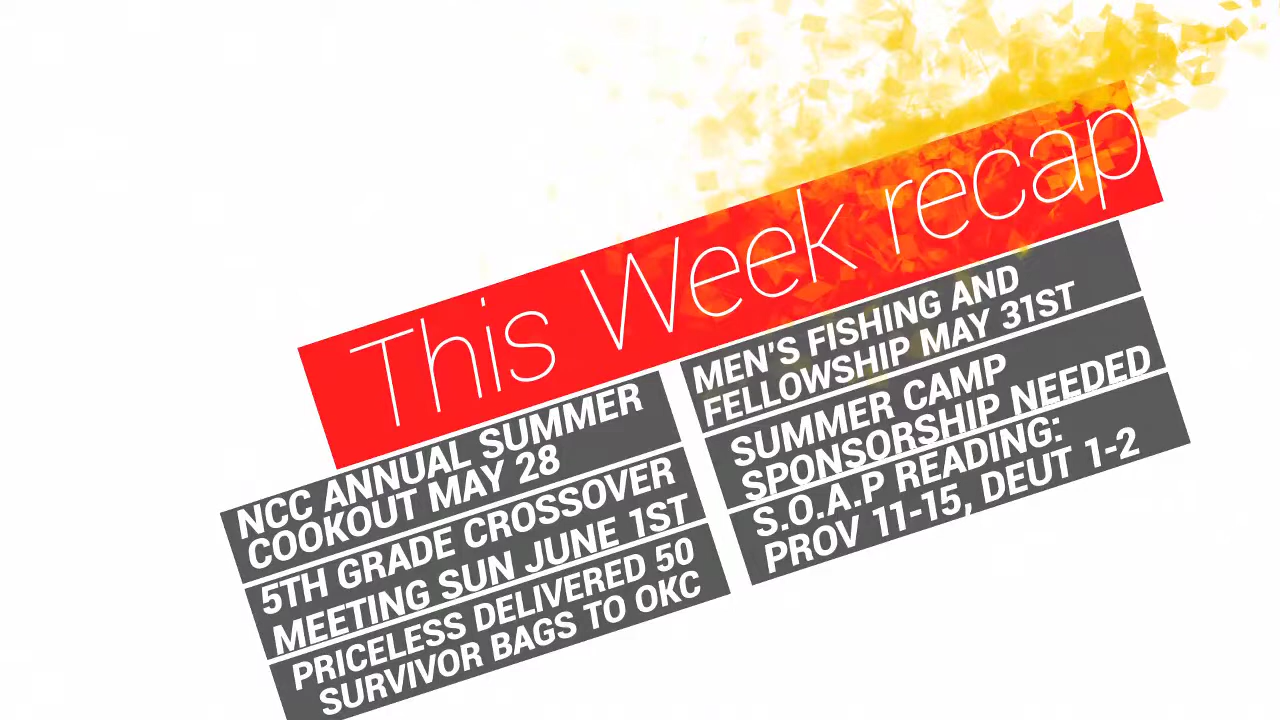 This Week recap
NCC ANNUAL SUMMER
COOKOUT MAY 28
5TH GRADE CROSSOVER
MEETING SUN JUNE 1ST
PRICELESS DELIVERED 50
SURVIVOR BAGS TO OKC
MEN'S FISHING AND
FELLOWSHIP MAY 31ST
SUMMER CAMP
SPONSORSHIP NEEDED
S.O.A.P READING:
PROV 11-15, DEUT 1-2